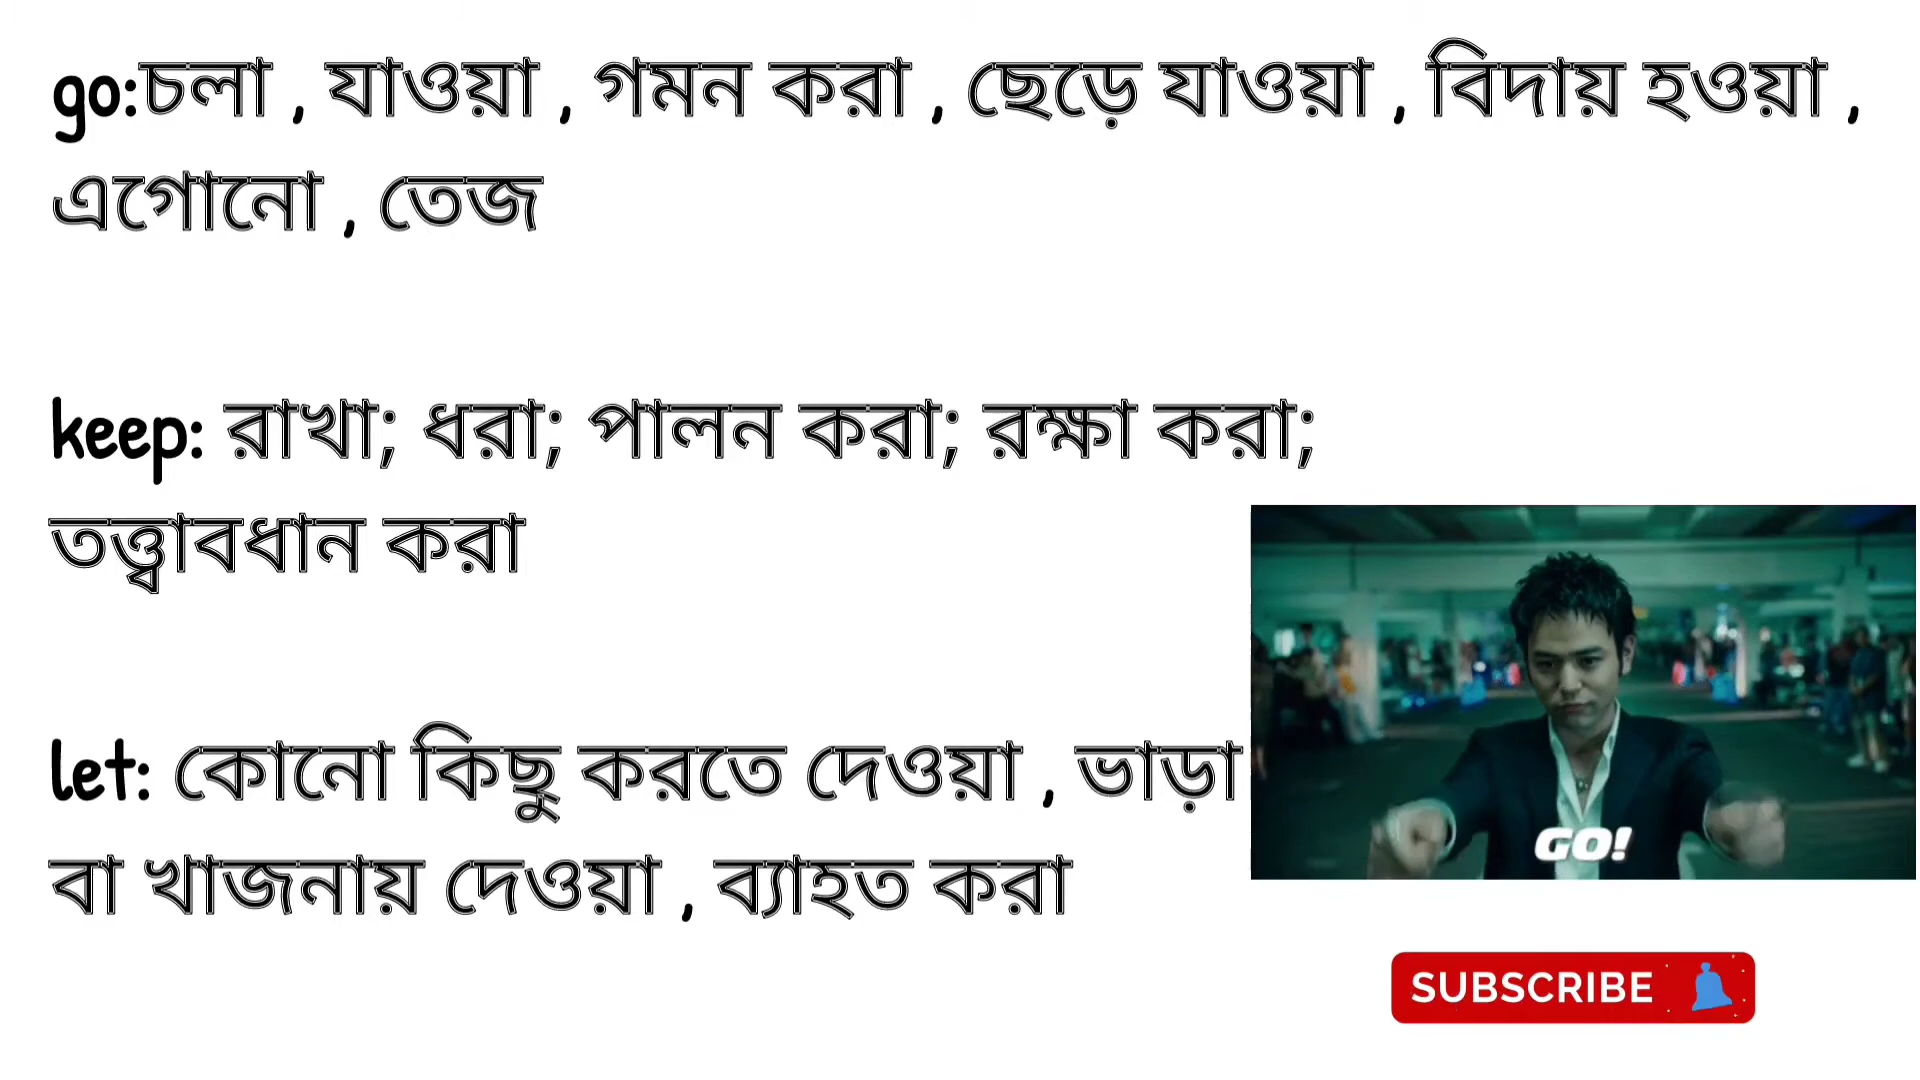 go:চলা , যাওয়া , গমন করা , ছেড়ে যাওয়া , বিদায় হওয়া ,
এগোনো , তেজ
keep: রাখা; ধরা; পালন করা; রক্ষা করা;
তত্ত্বাবধান করা
let: কোনো কিছু করতে দেওয়া , ভাড়া
বা খাজনায় দেওয়া , ব্যাহত করা
GO!
SUBSCRIBE